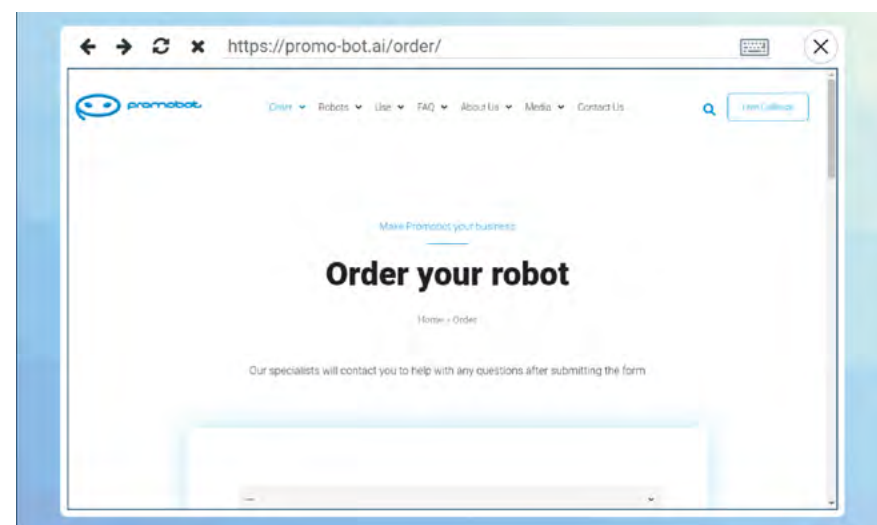 https://promo-bot.ai/order/
promobot.
Order Robots Use FAQ About Us Media Contact Us
Make Promobot your business
Order your robot
Home - Order
Our specialists will contact you to help with any questions after submitting the form